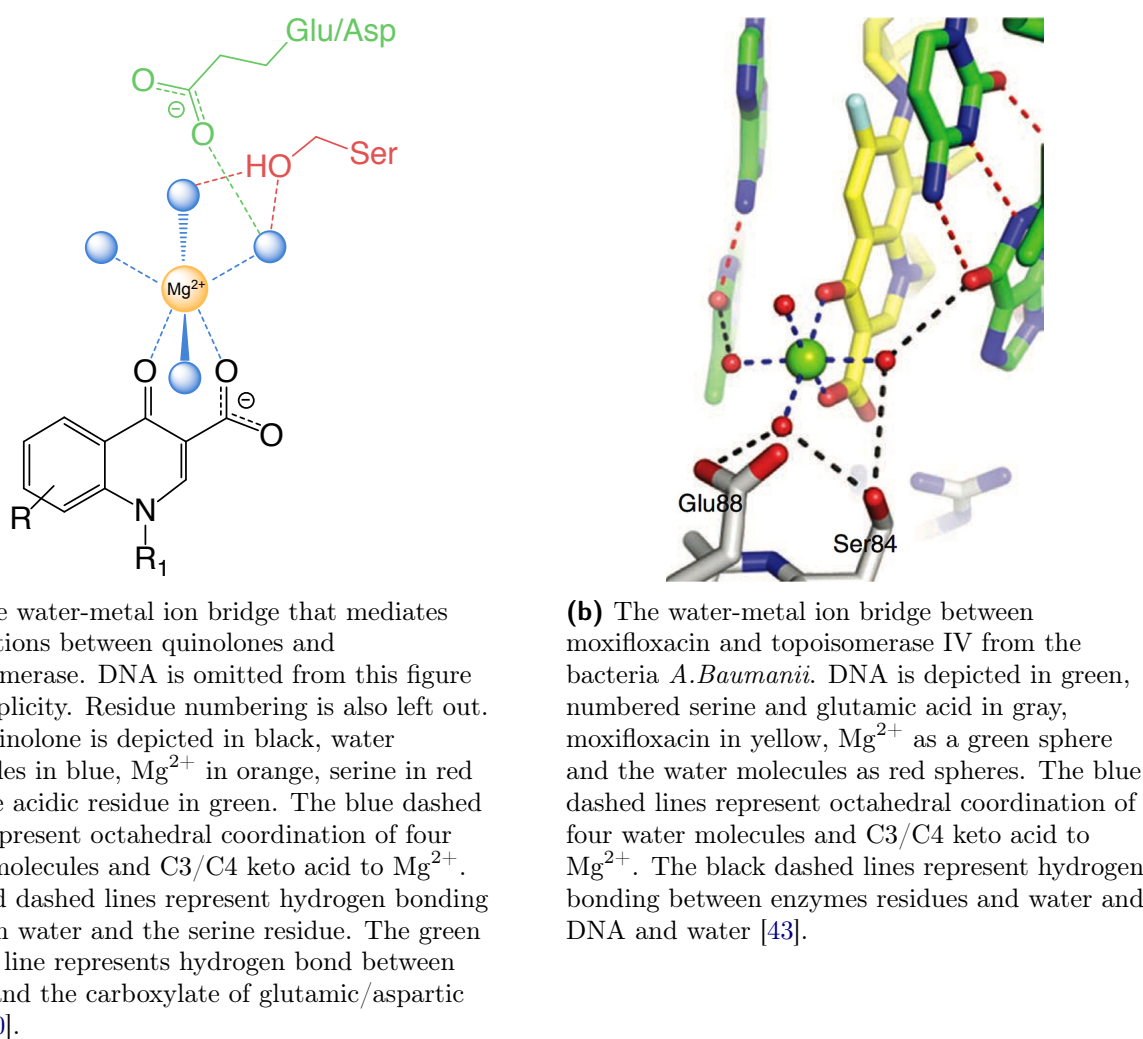 Glu/Asp
O
⊖
O
HO
Ser
Mg2+
O
O
⊖
O
R
N
R1
Glu88
Ser84
e water-metal ion bridge that mediates
tions between quinolones and
merase. DNA is omitted from this figure
plicity. Residue numbering is also left out.
inolone is depicted in black, water
les in blue, Mg2+ in orange, serine in red
e acidic residue in green. The blue dashed
present octahedral coordination of four
molecules and C3/C4 keto acid to Mg2+.
d dashed lines represent hydrogen bonding
n water and the serine residue. The green
line represents hydrogen bond between
and the carboxylate of glutamic/aspartic
0].
(b) The water-metal ion bridge between
moxifloxacin and topoisomerase IV from the
bacteria A.Baumanii. DNA is depicted in green,
numbered serine and glutamic acid in gray,
moxifloxacin in yellow, Mg2+ as a green sphere
and the water molecules as red spheres. The blue
dashed lines represent octahedral coordination of
four water molecules and C3/C4 keto acid to
Mg2+. The black dashed lines represent hydrogen
bonding between enzymes residues and water and
DNA and water [43].